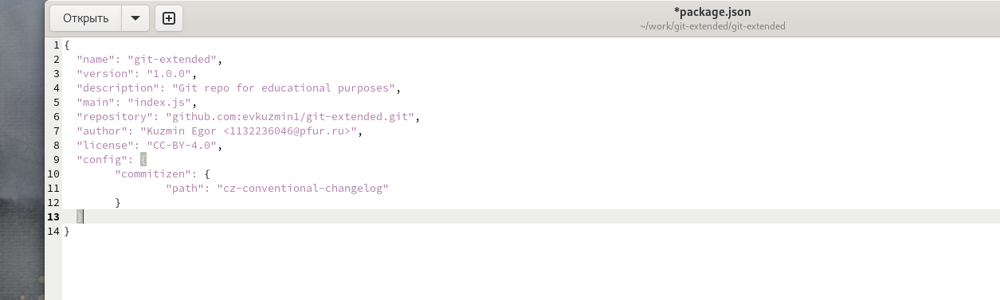 Открыть
*package.json
~/work/git-extended/git-extended
1 {
2   "name": "git-extended",
3   "version": "1.0.0",
4   "description": "Git repo for educational purposes",
5   "main": "index.js",
6   "repository": "github.com:evkuzmin1/git-extended.git",
7   "author": "Kuzmin Egor <1132236046@pfur.ru>",
8   "license": "CC-BY-4.0",
9   "config": {
10         "commitizen": {
11                 "path": "cz-conventional-changelog"
12         }
13   }
14 }